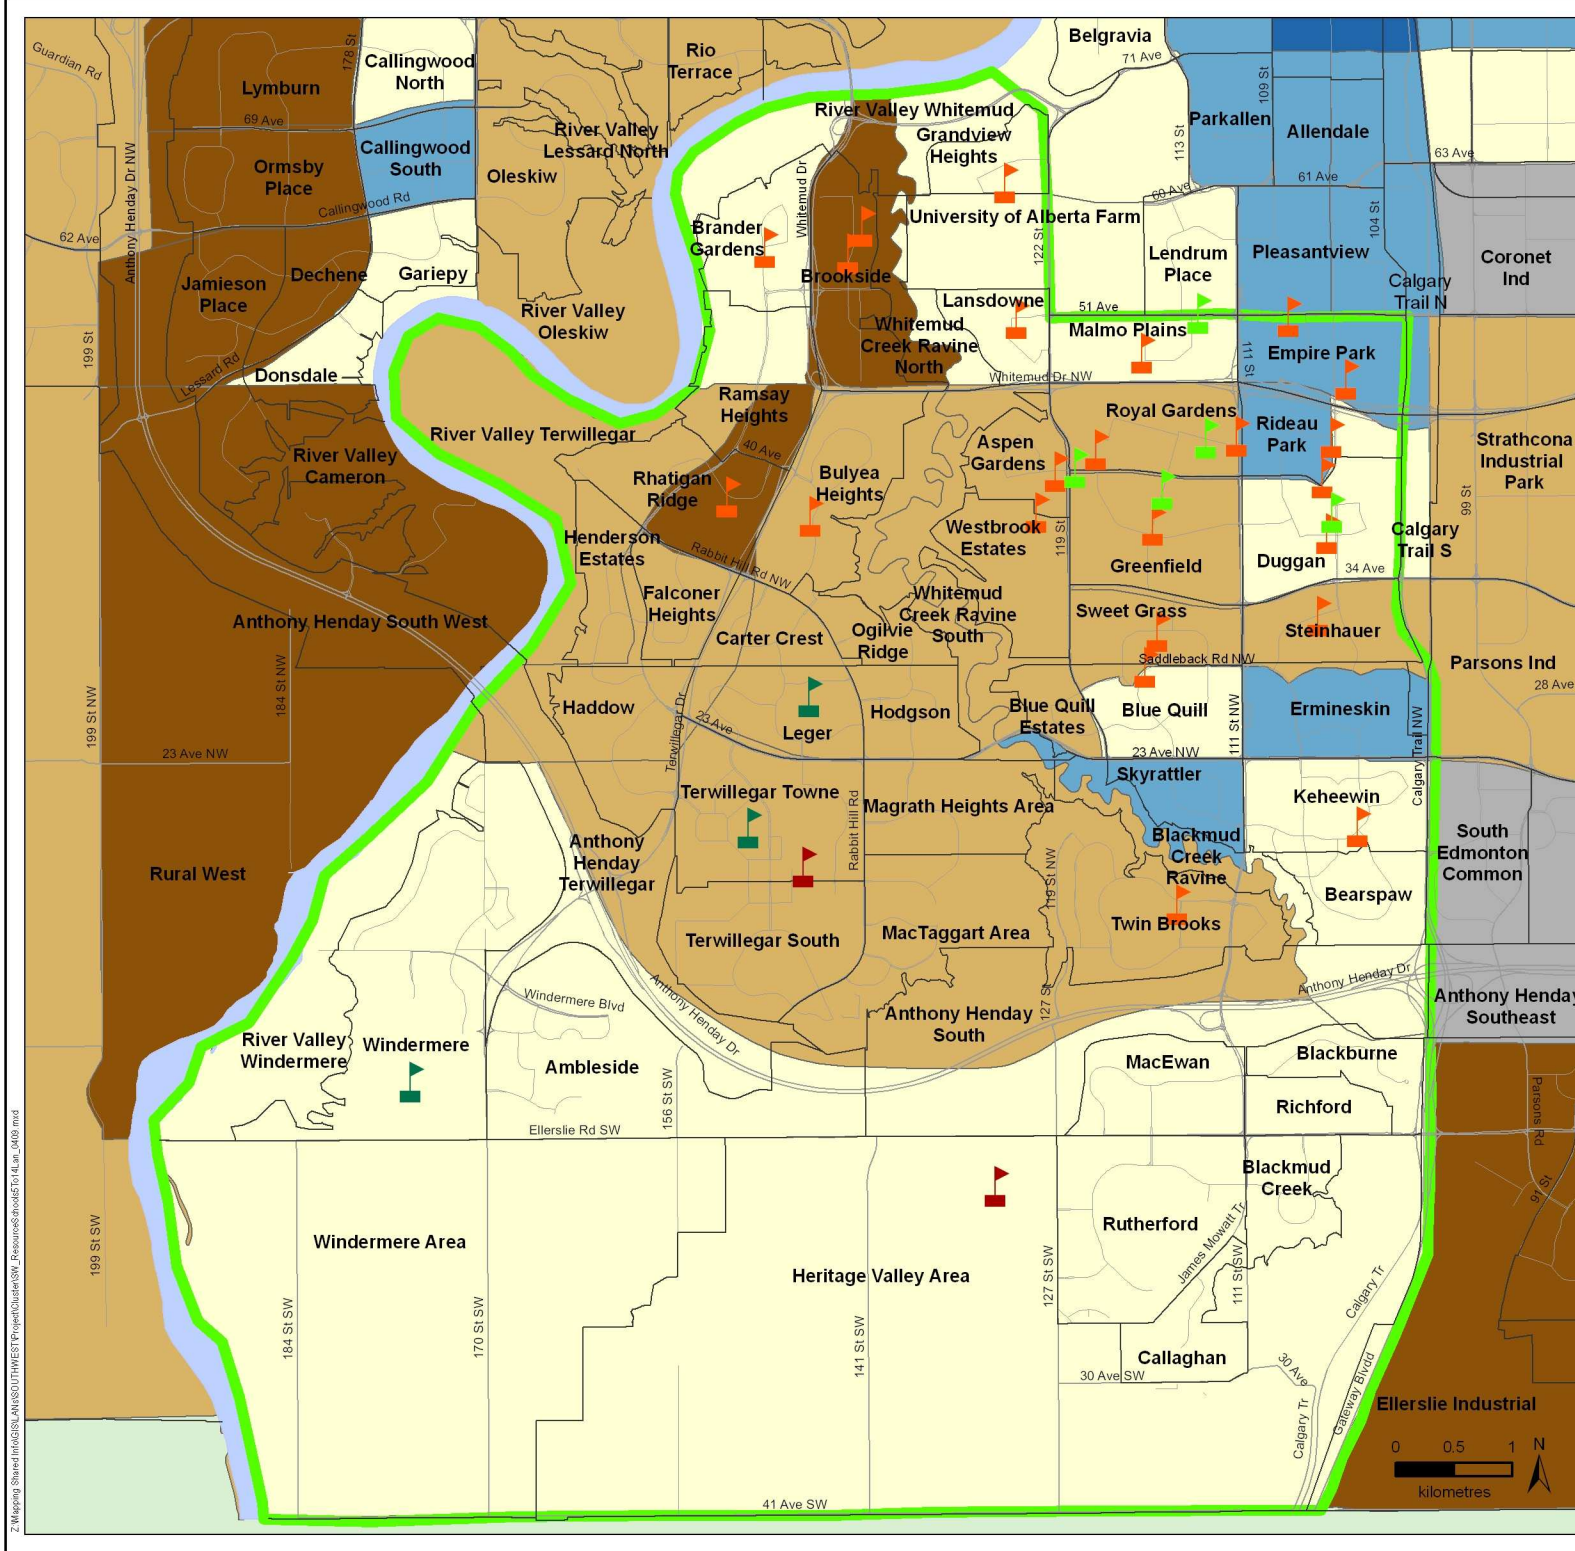 Belgravia
71 Ave
Guardian Rd
178 St
Callingwood
North
Rio
Terrace
Lymburn
69 Ave
River Valley Whitemud
109 St
Parkallen
Allendale
River Valley
Lessard North
Grandview
Heights
113 St
Callingwood
South
63 Ave
Ormsby
Place
Oleskiw
61 Ave
60 Ave
Callingwood Rd
Anthony Henday Dr NW
Whitemud Dr
University of Alberta Farm
104 St
62 Ave
Brander
Gardens
122 St
Lendrum
Place
Pleasantview
Coronet
Ind
Dechene
Gariepy
Brookside
Jamieson
Place
Calgary
Trail N
River Valley
Oleskiw
Lansdowne
51 Ave
Malmo Plains
Whitemud
Creek Ravine
North
199 St
Lessard Rd
111 St
Empire Park
Donsdale
Whitemud Dr NW
Ramsay
Heights
Royal Gardens
Rideau
Park
River Valley Terwillegar
40 Ave
Aspen
Gardens
Strathcona
Industrial
Park
River Valley
Cameron
Rhatigan
Ridge
Bulyea
Heights
99 St
Henderson
Estates
Rabbit Hill Rd NW
Westbrook
Estates
119 St
Calgary
Trail S
Greenfield
Duggan
34 Ave
Falconer
Heights
Whitemud
Creek Ravine
South
Anthony Henday South West
Carter Crest
Ogilvie
Ridge
Sweet Grass
Steinhauer
Saddleback Rd NW
Parsons Ind
28 Ave
184 St NW
199 St NW
Haddow
Terwillegar Dr
23 Ave
Leger
Hodgson
Blue Quill
Estates
Blue Quill
111 St NW
Ermineskin
Calgary Trail NW
23 Ave NW
23 Ave NW
Skyrattler
Terwillegar Towne
Magrath Heights Area
Keheewin
Rabbit Hill Rd
Anthony
Henday
Terwillegar
Blackmud
Creek
Ravine
South
Edmonton
Common
Rural West
119 St NW
Bearspaw
Twin Brooks
Terwillegar South
MacTaggart Area
Anthony Henday Dr
Anthony Henday Dr
127 St
Windermere Blvd
Anthony Henday
South
Anthony Henday
Southeast
River Valley
Windermere
Windermere
Ambleside
MacEwan
Blackburne
156 St SW
Richford
Parsons Rd
Ellerslie Rd SW
Blackmud
Creek
91 St
Rutherford
James Mowatt Tr
199 St SW
Windermere Area
Heritage Valley Area
127 St SW
111 St SW
Calgary Tr
184 St SW
170 St SW
141 St SW
Callaghan
30 Ave SW
30 Ave
Gateway Blvdd
Calgary Tr
Ellerslie Industrial
0 0.5 1
kilometres
N
41 Ave SW